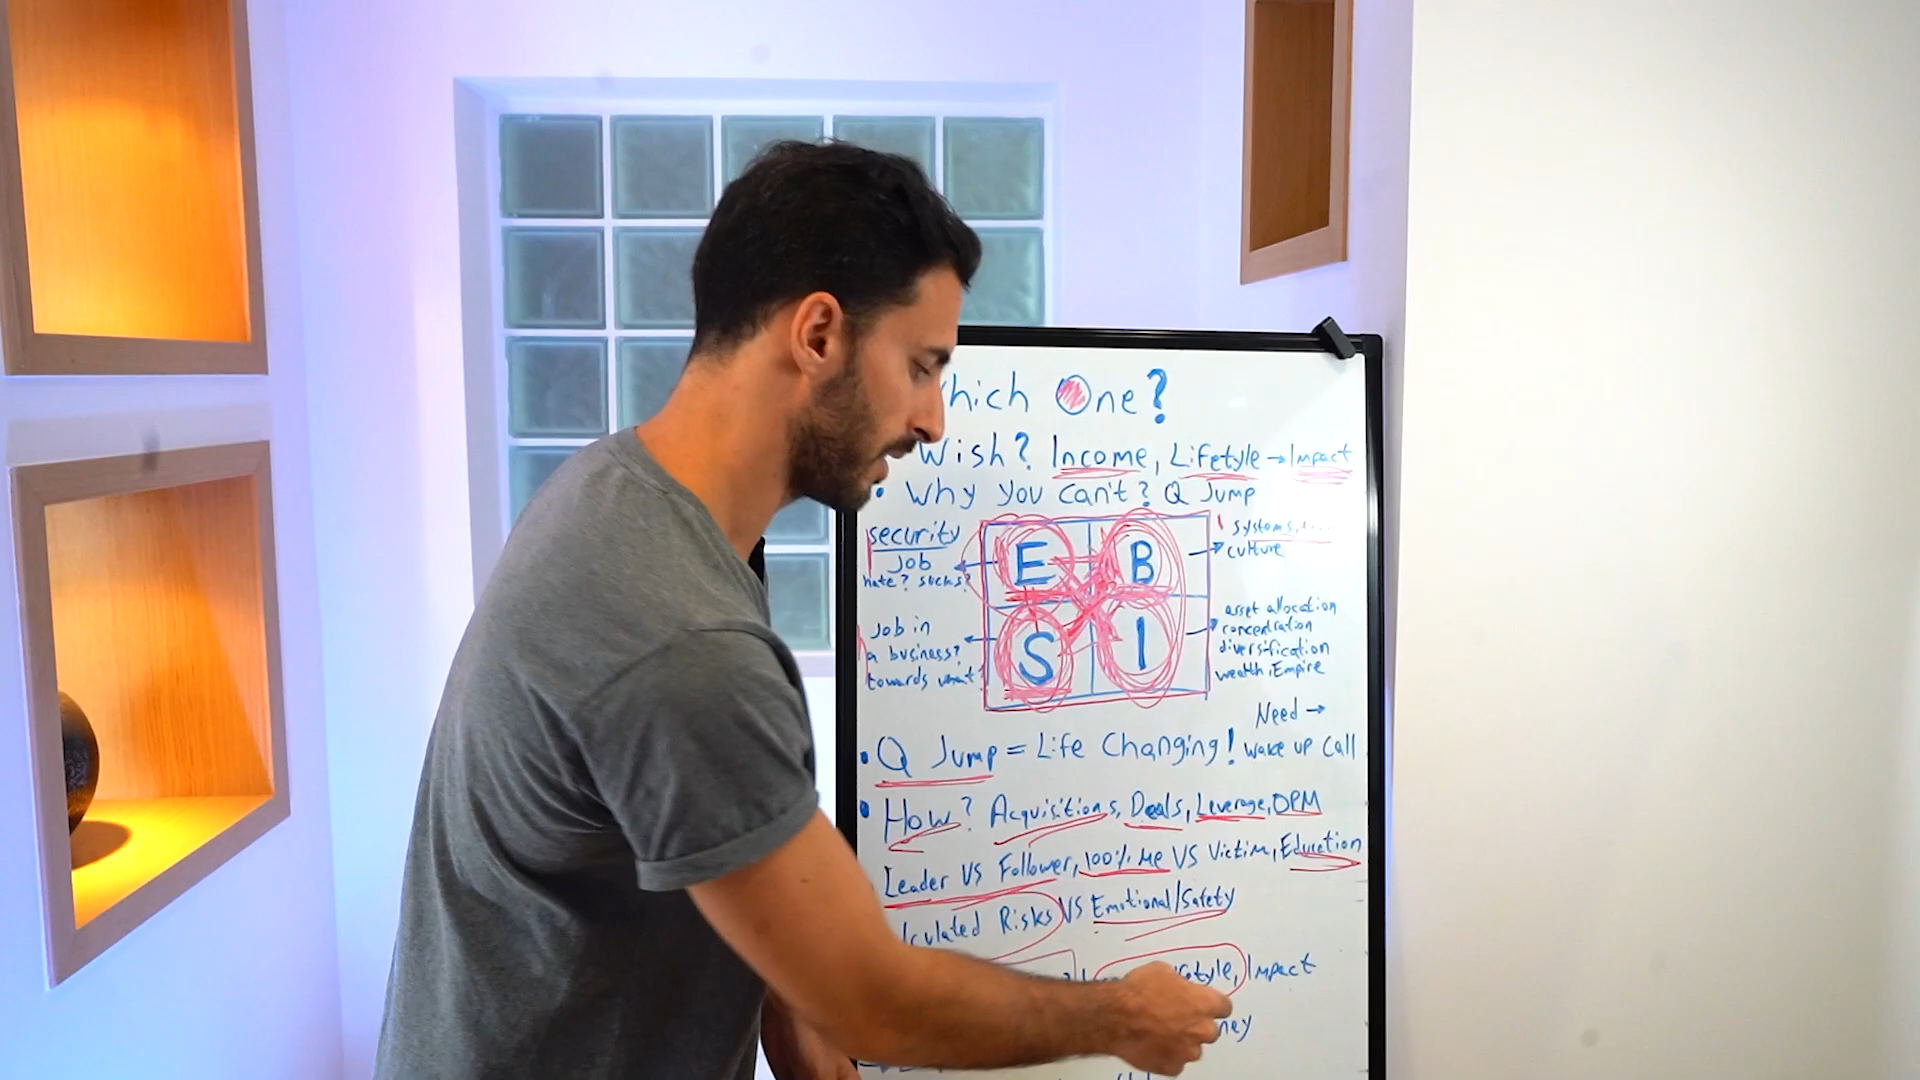 hich One?
Wish? Income, Lifetyle → Impact
• Why you can't? Q Jump
security
Job
hate? sucks?
E B
systems,
culture
Job in
a business?
towards what?
S I
asset allocation
concentration
diversification
wealth, Empire
Need →
• Q Jump = Life Changing! wake up call
• How? Acquisitions, Deals, Leverage, OPM
Leader VS Follower, 100% Me VS Victim, Education
lculated Risks VS Emotional/Safety
style, Impact
ney